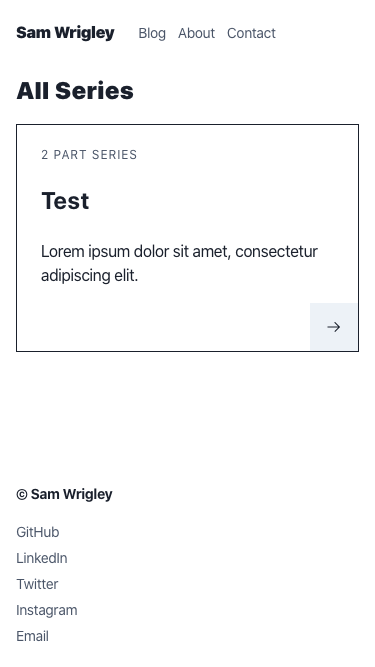 Sam Wrigley Blog About Contact
All Series
2 PART SERIES
Test
Lorem ipsum dolor sit amet, consectetur
adipiscing elit.
→
© Sam Wrigley
GitHub
LinkedIn
Twitter
Instagram
Email